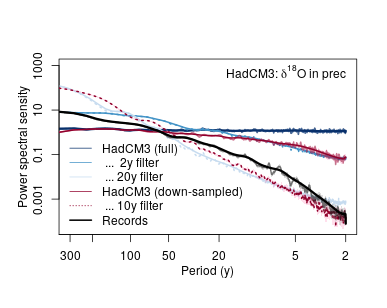 HadCM3: δ18O in prec
Power spectral sensity
1000
10
0.1
0.001
HadCM3 (full)
... 2y filter
... 20y filter
HadCM3 (down-sampled)
... 10y filter
Records
300 100 50 20 5 2
Period (y)